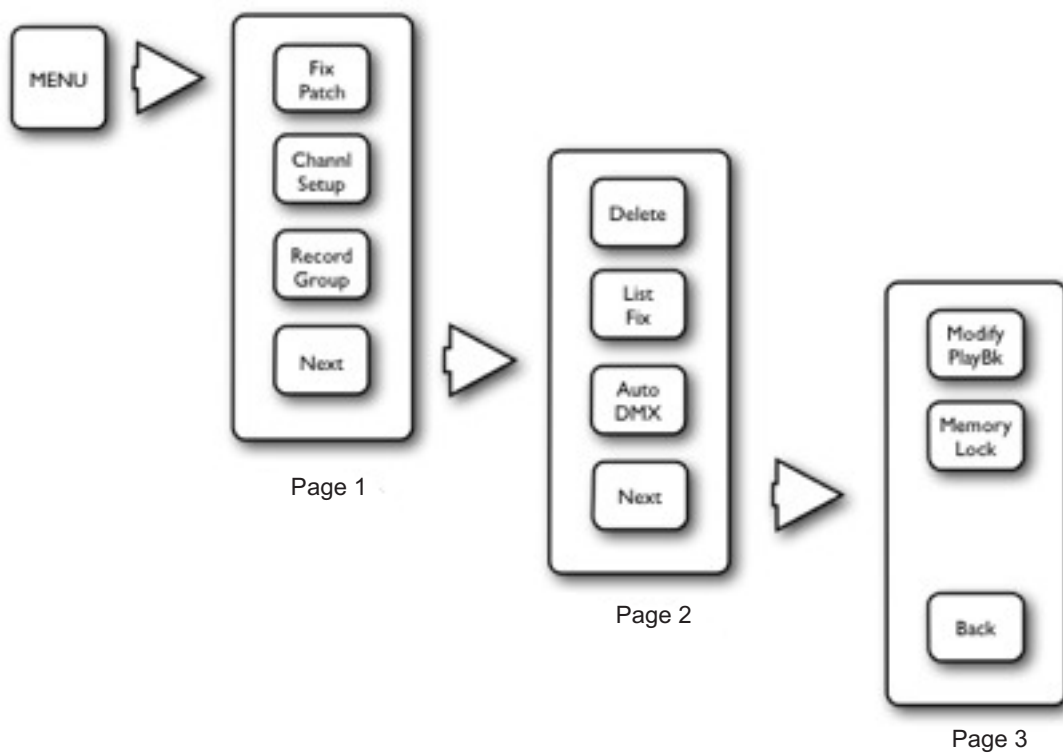 MENU
Fix
Patch
Channl
Setup
Record
Group
Next
Page 1
Delete
List
Fix
Auto
DMX
Next
Page 2
Modify
PlayBk
Memory
Lock
Back
Page 3